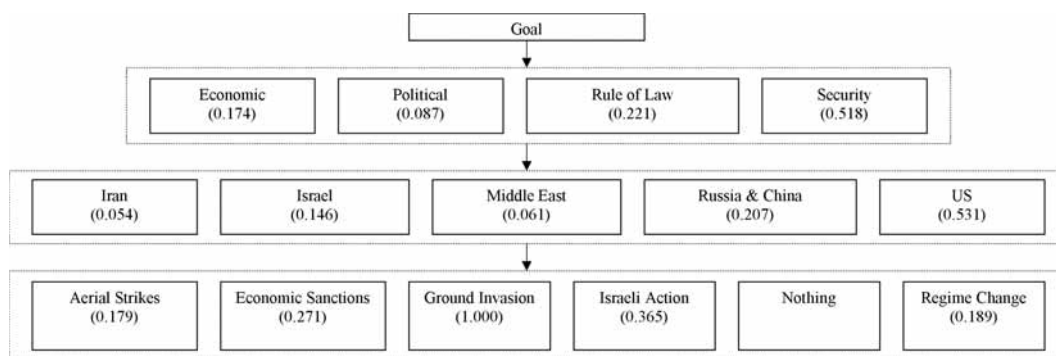 Goal
Economic
(0.174)
Political
(0.087)
Rule of Law
(0.221)
Security
(0.518)
Iran
(0.054)
Israel
(0.146)
Middle East
(0.061)
Russia & China
(0.207)
US
(0.531)
Aerial Strikes
(0.179)
Economic Sanctions
(0.271)
Ground Invasion
(1.000)
Israeli Action
(0.365)
Nothing
Regime Change
(0.189)